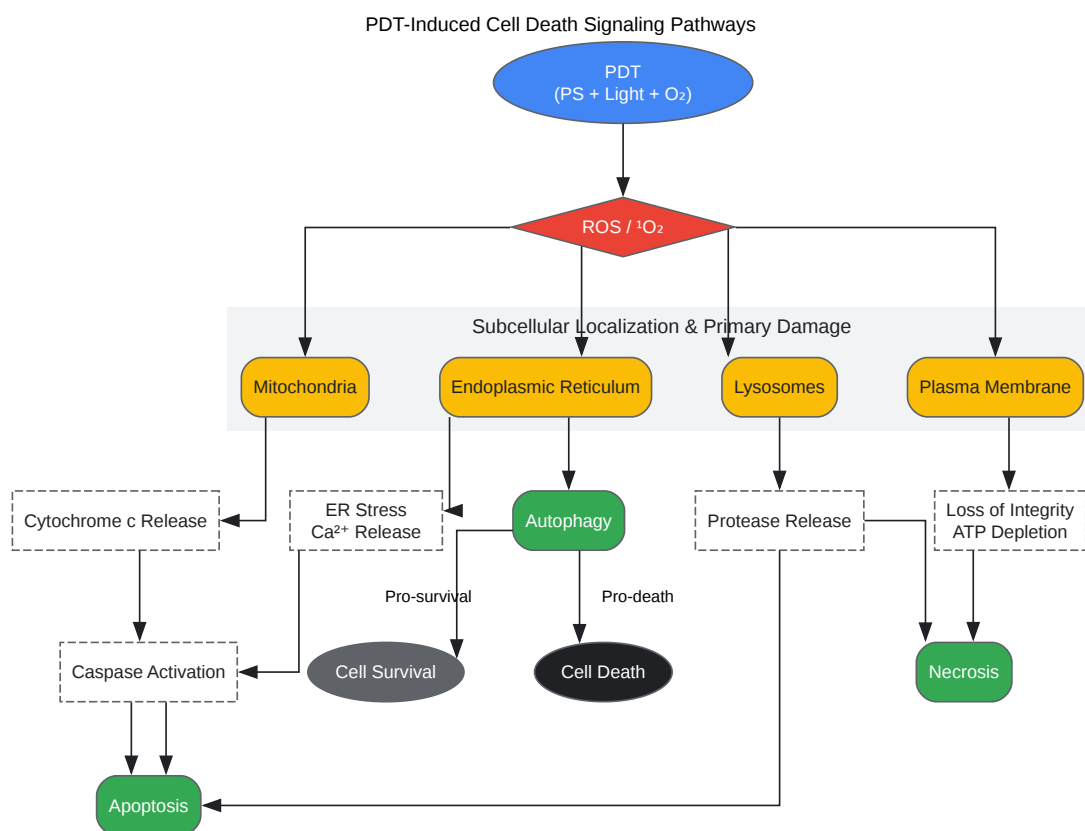 PDT-Induced Cell Death Signaling Pathways
PDT
(PS + Light + O₂)
ROS / ¹O₂
Subcellular Localization & Primary Damage
Mitochondria
Endoplasmic Reticulum
Lysosomes
Plasma Membrane
Cytochrome c Release
ER Stress
Ca²⁺ Release
Autophagy
Protease Release
Loss of Integrity
ATP Depletion
Pro-survival
Pro-death
Caspase Activation
Cell Survival
Cell Death
Necrosis
Apoptosis